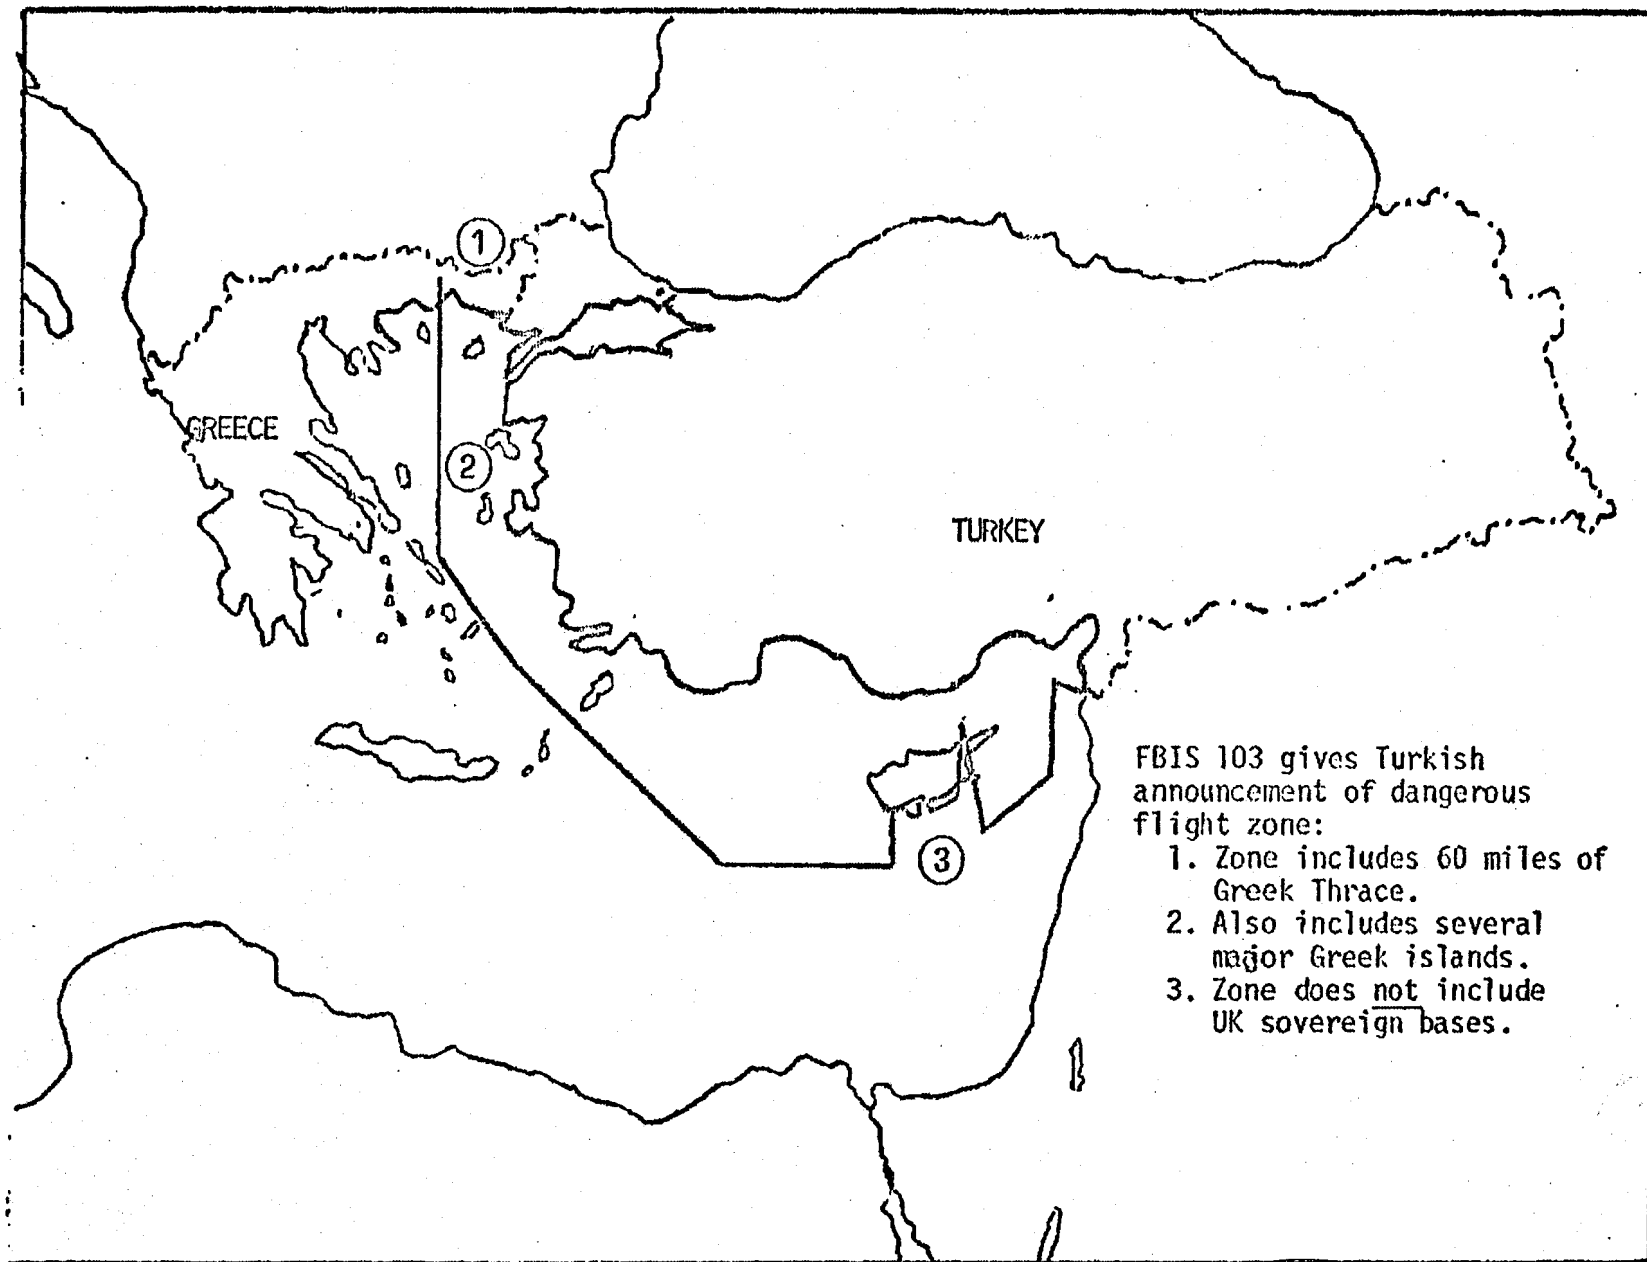 1
GREECE
2
TURKEY
3
FBIS 103 gives Turkish
announcement of dangerous
flight zone:
1. Zone includes 60 miles of
Greek Thrace.
2. Also includes several
major Greek islands.
3. Zone does not include
UK sovereign bases.